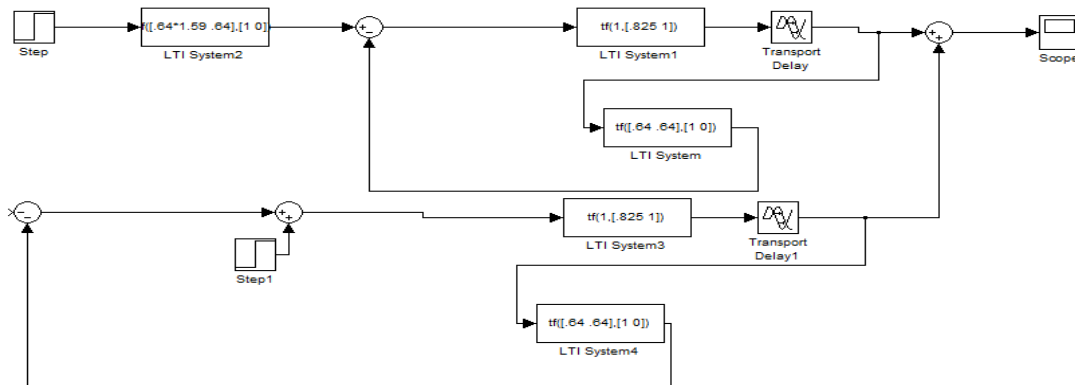 Step
f([.64*1.59 .64],[1 0]
LTI System2
+
−
tf(1,[.825 1])
LTI System1
Transport
Delay
+
+
Scope
tf([.64 .64],[1 0])
LTI System
−
−
+
+
Step1
tf(1,[.825 1])
LTI System3
Transport
Delay1
tf([.64 .64],[1 0])
LTI System4